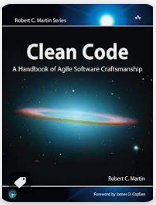 Robert C. Martin Series
Clean Code
A Handbook of Agile Software Craftsmanship
Robert C. Martin
Foreword by James O. Coplien